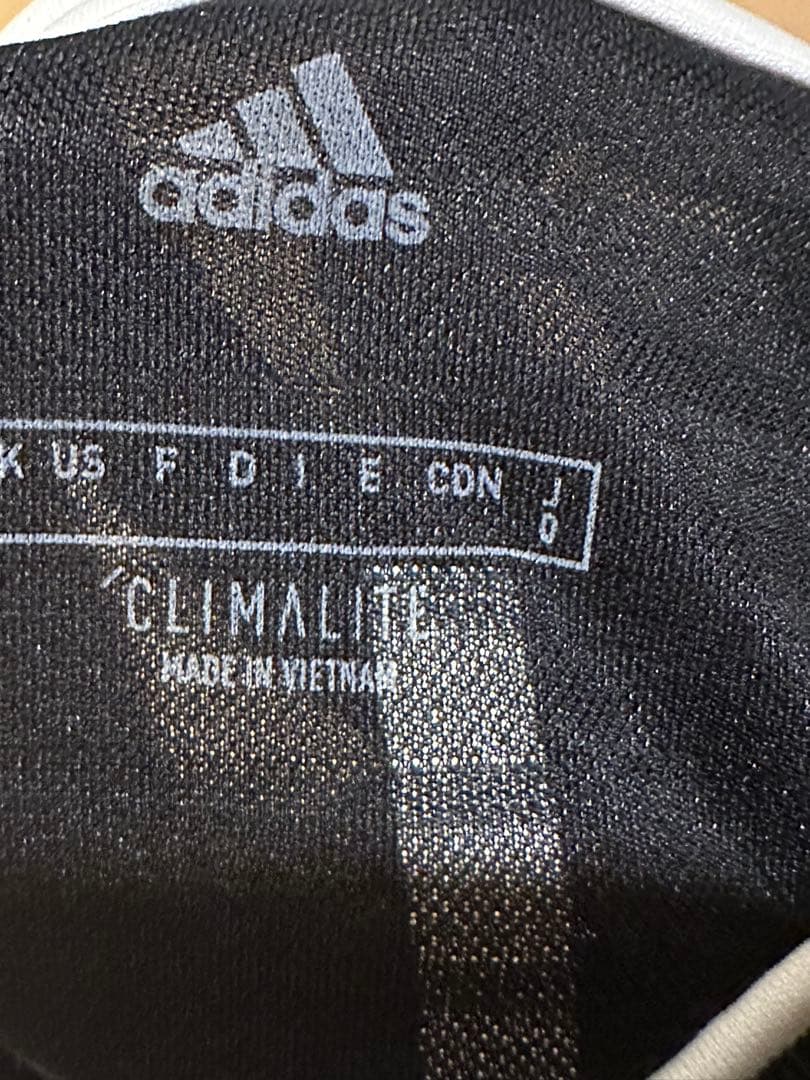 adidas
K US F D I E CDN J
O
CLIMALITE
MADE IN VIETNAM